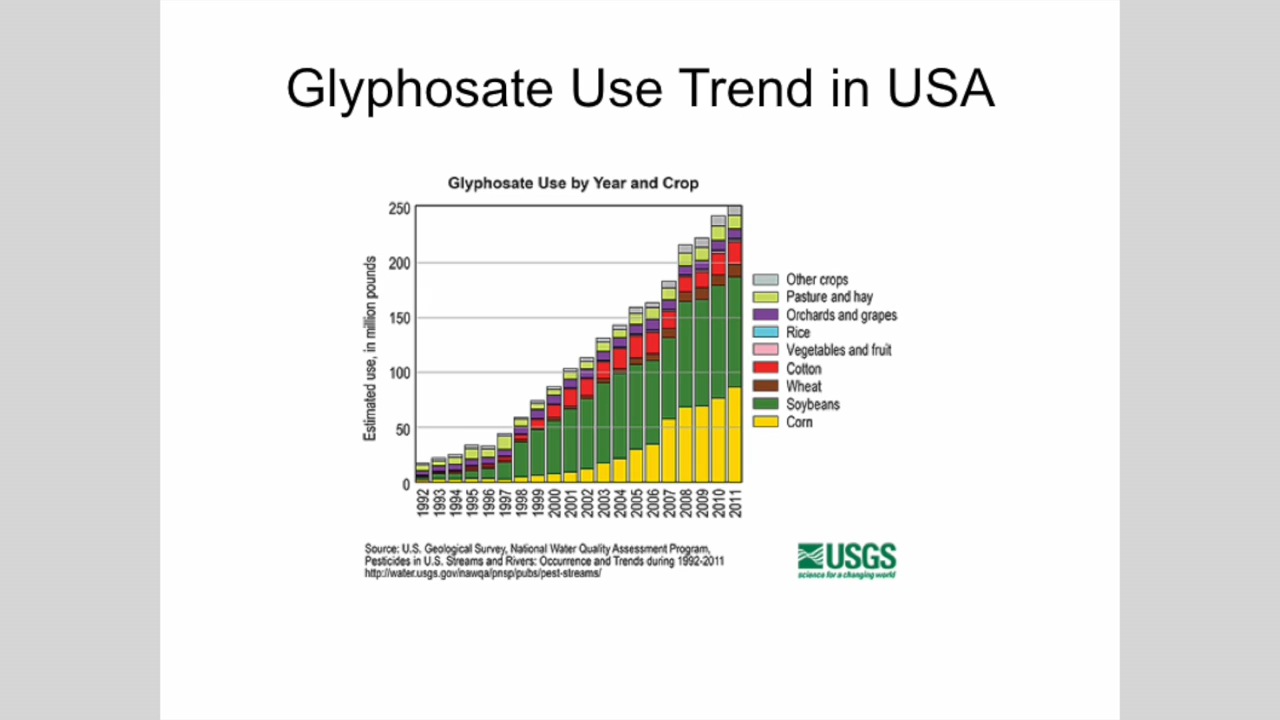 Glyphosate Use Trend in USA
Glyphosate Use by Year and Crop
Estimated use, in million pounds
250
200
150
100
50
0
1992
1993
1994
1995
1996
1997
1998
1999
2000
2001
2002
2003
2004
2005
2006
2007
2008
2009
2010
2011
Other crops
Pasture and hay
Orchards and grapes
Rice
Vegetables and fruit
Cotton
Wheat
Soybeans
Corn
Source: U.S. Geological Survey, National Water Quality Assessment Program,
Pesticides in U.S. Streams and Rivers: Occurrence and Trends during 1992-2011
http://water.usgs.gov/nawqa/pnsp/pubs/pest-streams/
USGS
science for a changing world